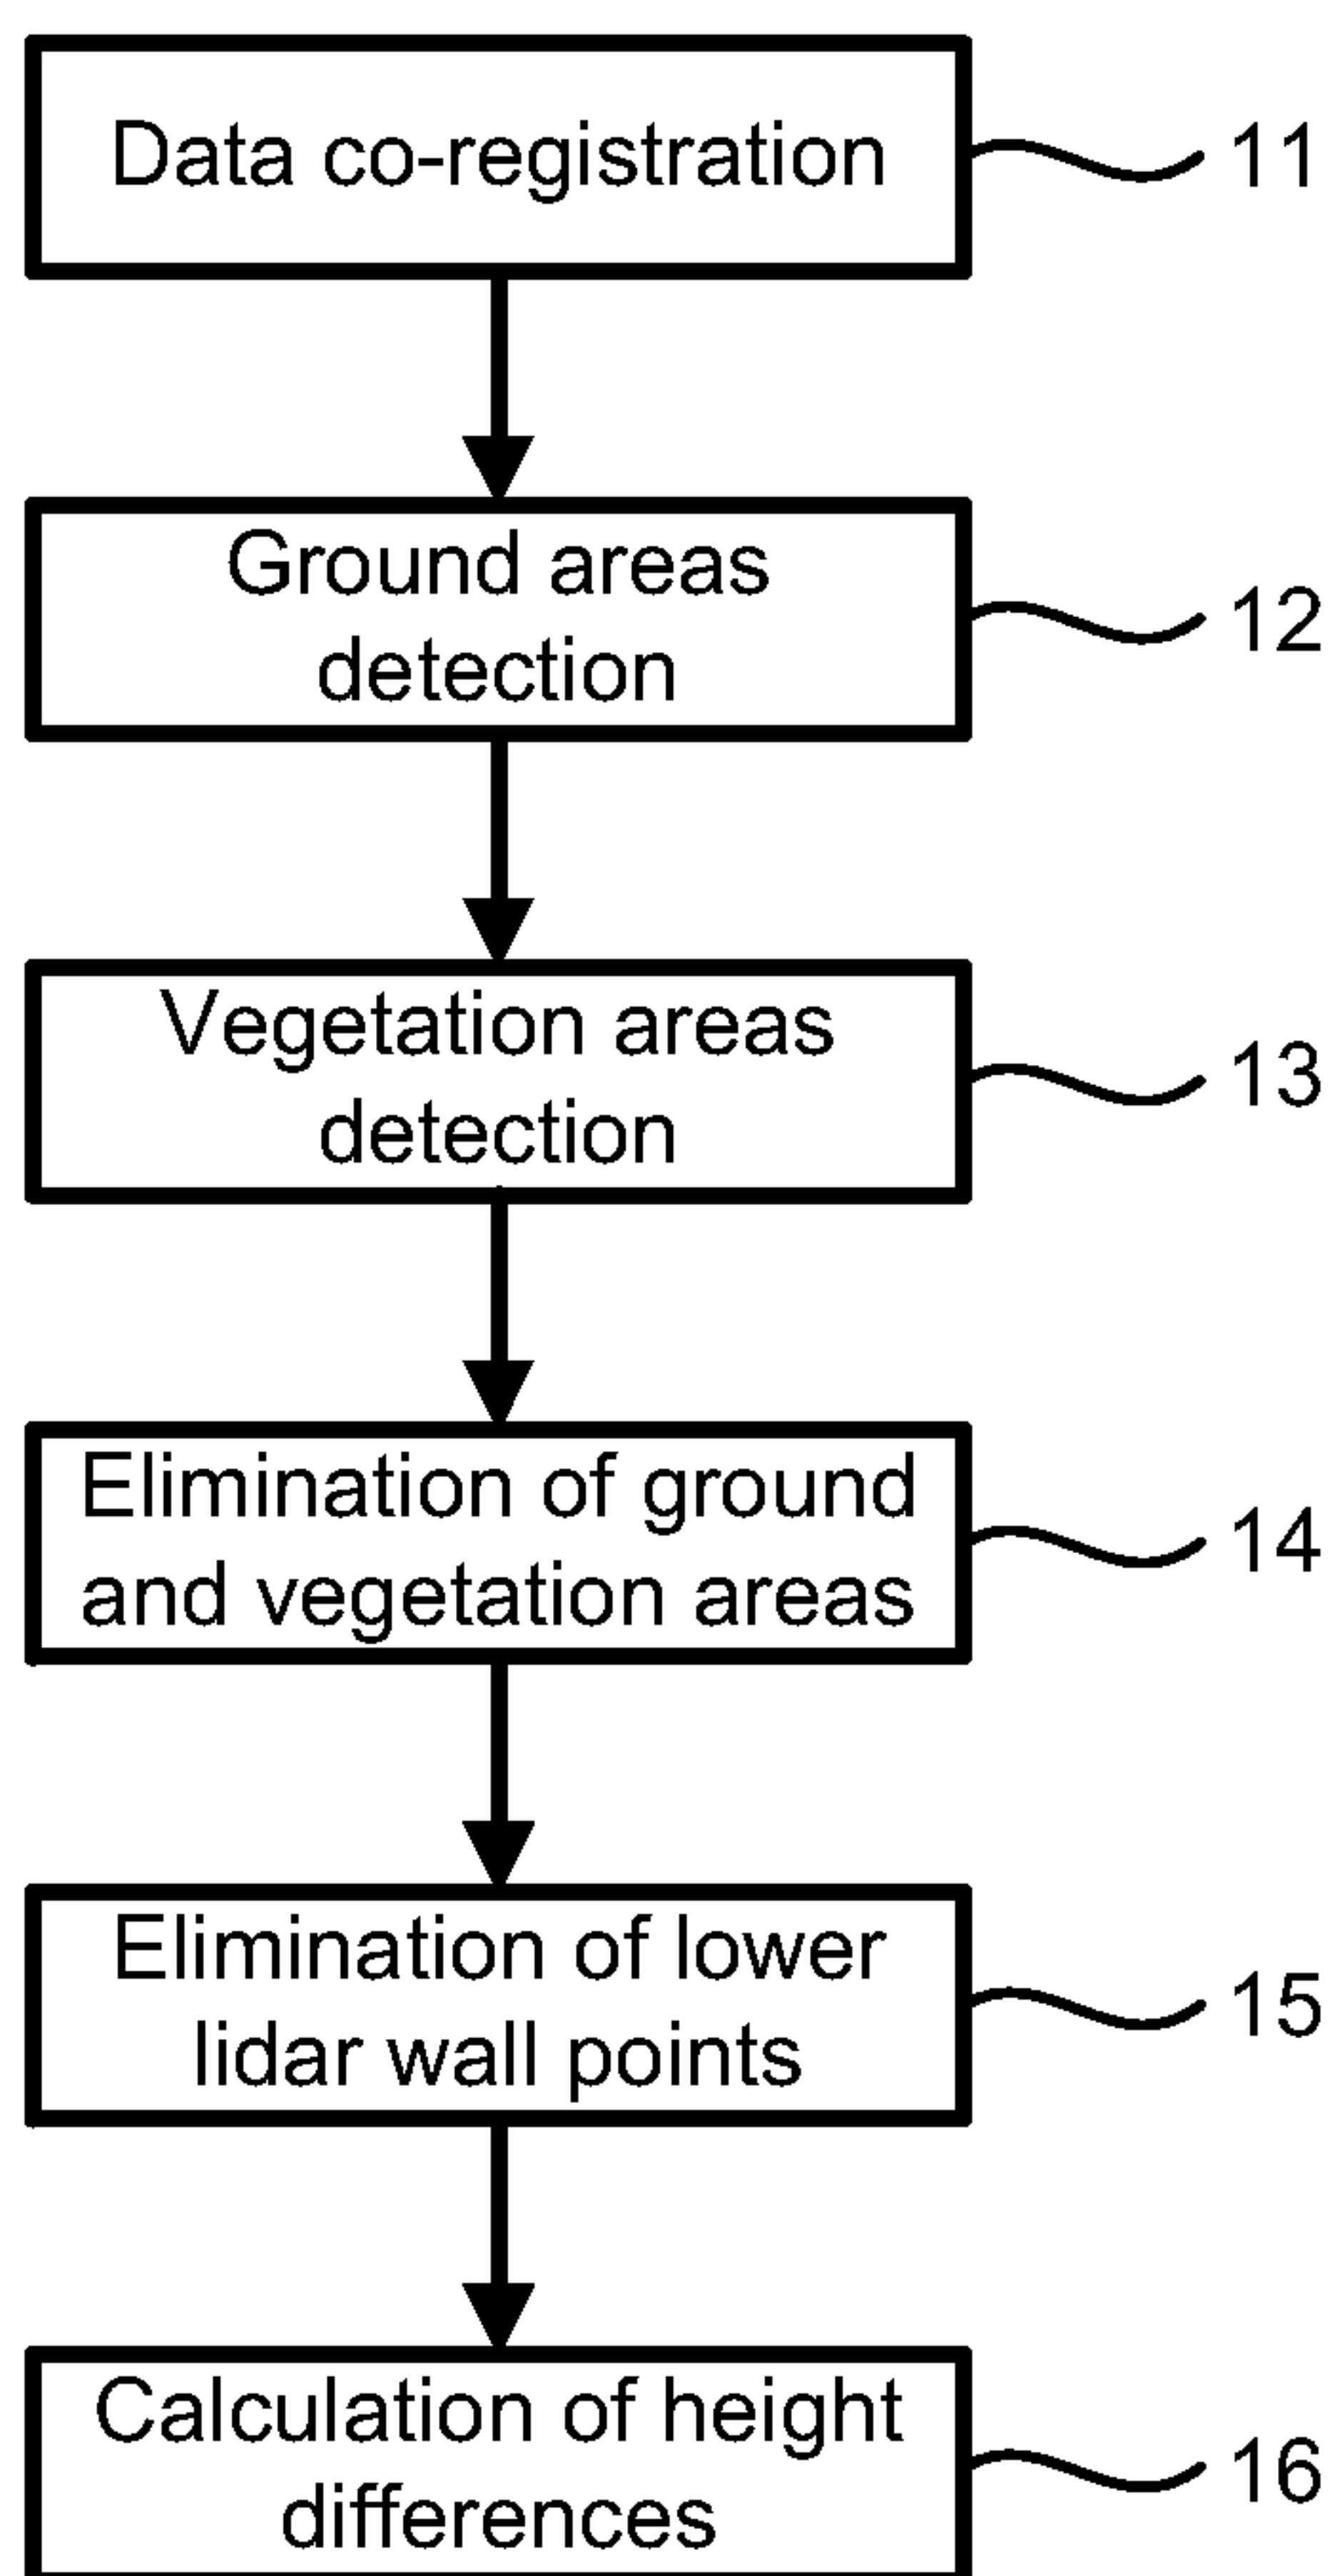 Data co-registration
11
Ground areas
detection
12
Vegetation areas
detection
13
Elimination of ground
and vegetation areas
14
Elimination of lower
lidar wall points
15
Calculation of height
differences
16